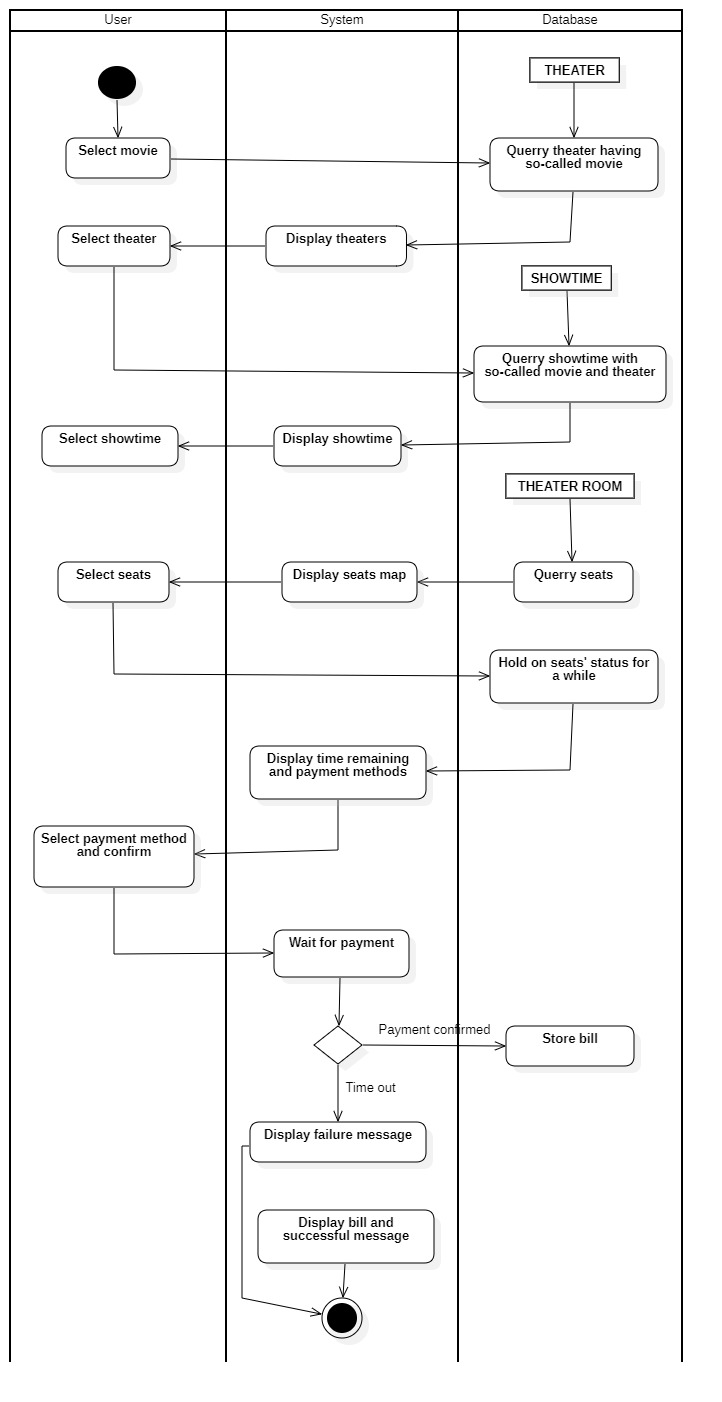 User
System
Database
THEATER
Select movie
Querry theater having
so-called movie
Select theater
Display theaters
SHOWTIME
Querry showtime with
so-called movie and theater
Select showtime
Display showtime
THEATER ROOM
Select seats
Display seats map
Querry seats
Hold on seats' status for
a while
Display time remaining
and payment methods
Select payment method
and confirm
Wait for payment
Payment confirmed
Store bill
Time out
Display failure message
Display bill and
successful message